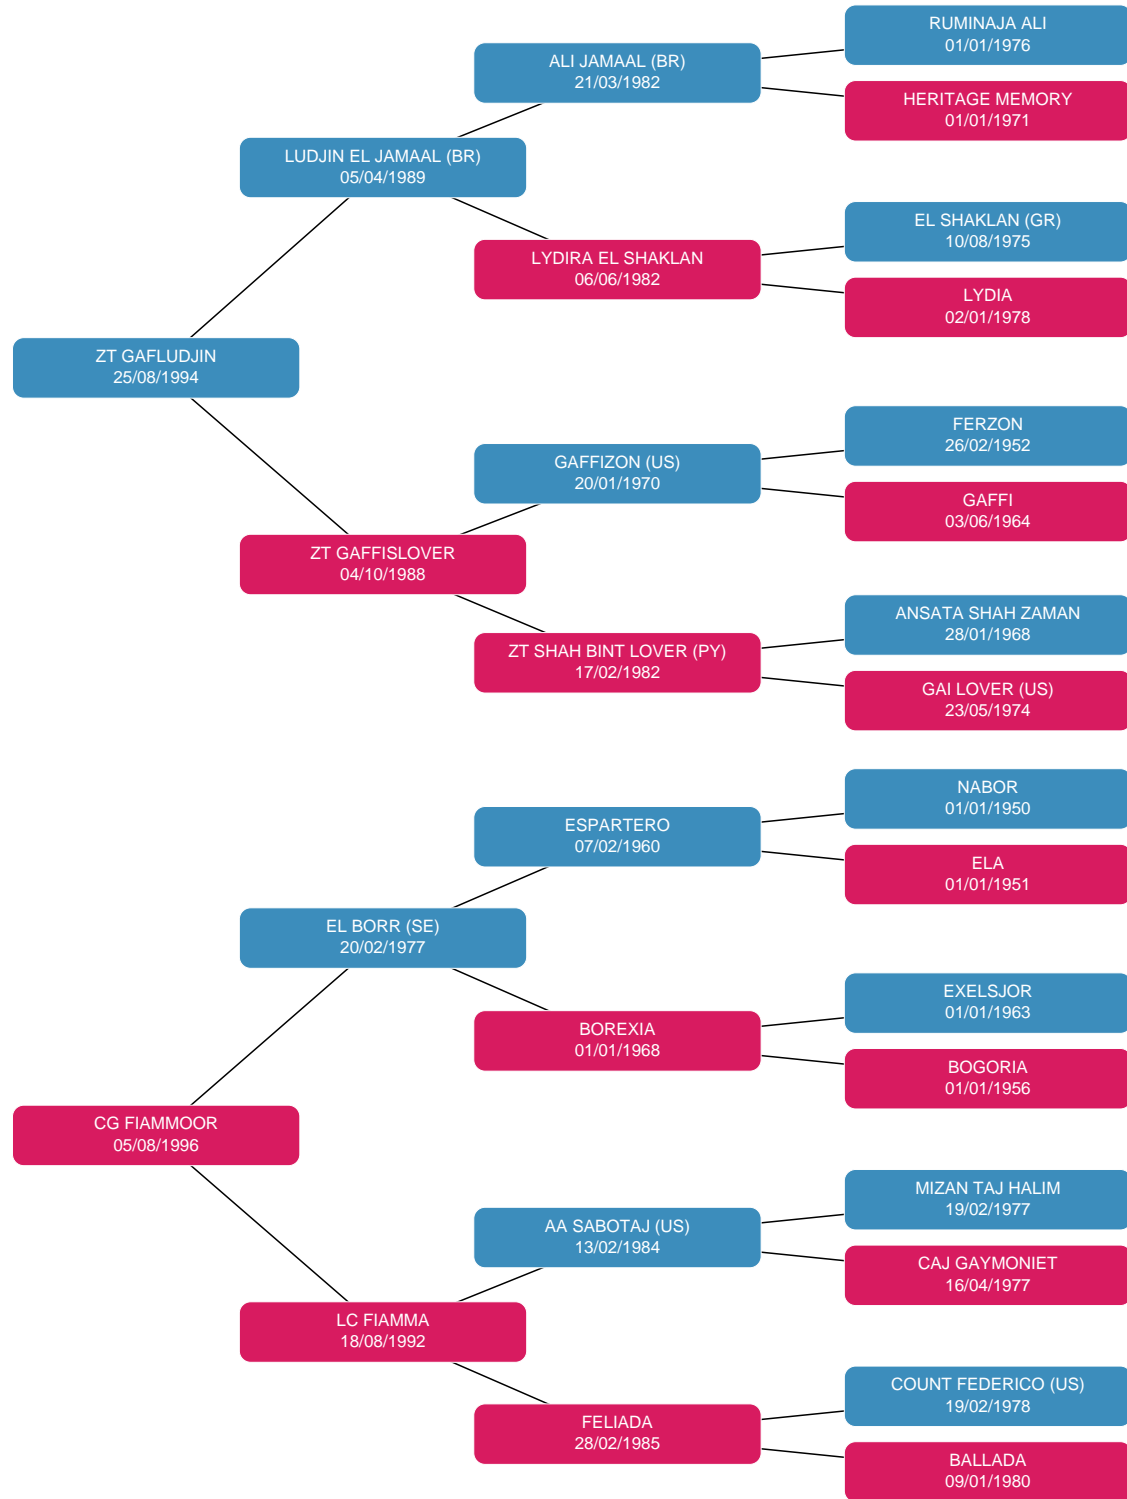 RUMINAJA ALI
01/01/1976
ALI JAMAAL (BR)
21/03/1982
HERITAGE MEMORY
01/01/1971
LUDJIN EL JAMAAL (BR)
05/04/1989
EL SHAKLAN (GR)
10/08/1975
LYDIRA EL SHAKLAN
06/06/1982
LYDIA
02/01/1978
ZT GAFLUDJIN
25/08/1994
FERZON
26/02/1952
GAFFIZON (US)
20/01/1970
GAFFI
03/06/1964
ZT GAFFISLOVER
04/10/1988
ANSATA SHAH ZAMAN
28/01/1968
ZT SHAH BINT LOVER (PY)
17/02/1982
GAI LOVER (US)
23/05/1974
NABOR
01/01/1950
ESPARTERO
07/02/1960
ELA
01/01/1951
EL BORR (SE)
20/02/1977
EXELSJOR
01/01/1963
BOREXIA
01/01/1968
BOGORIA
01/01/1956
CG FIAMMOOR
05/08/1996
MIZAN TAJ HALIM
19/02/1977
AA SABOTAJ (US)
13/02/1984
CAJ GAYMONIET
16/04/1977
LC FIAMMA
18/08/1992
COUNT FEDERICO (US)
19/02/1978
FELIADA
28/02/1985
BALLADA
09/01/1980